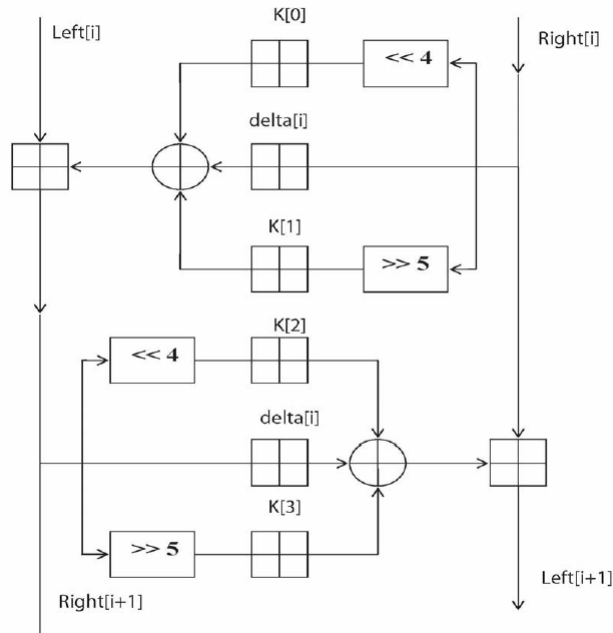 K[0]
Left[i]
Right[i]
<< 4
delta[i]
K[1]
>> 5
K[2]
<< 4
delta[i]
K[3]
>> 5
Left[i+1]
Right[i+1]